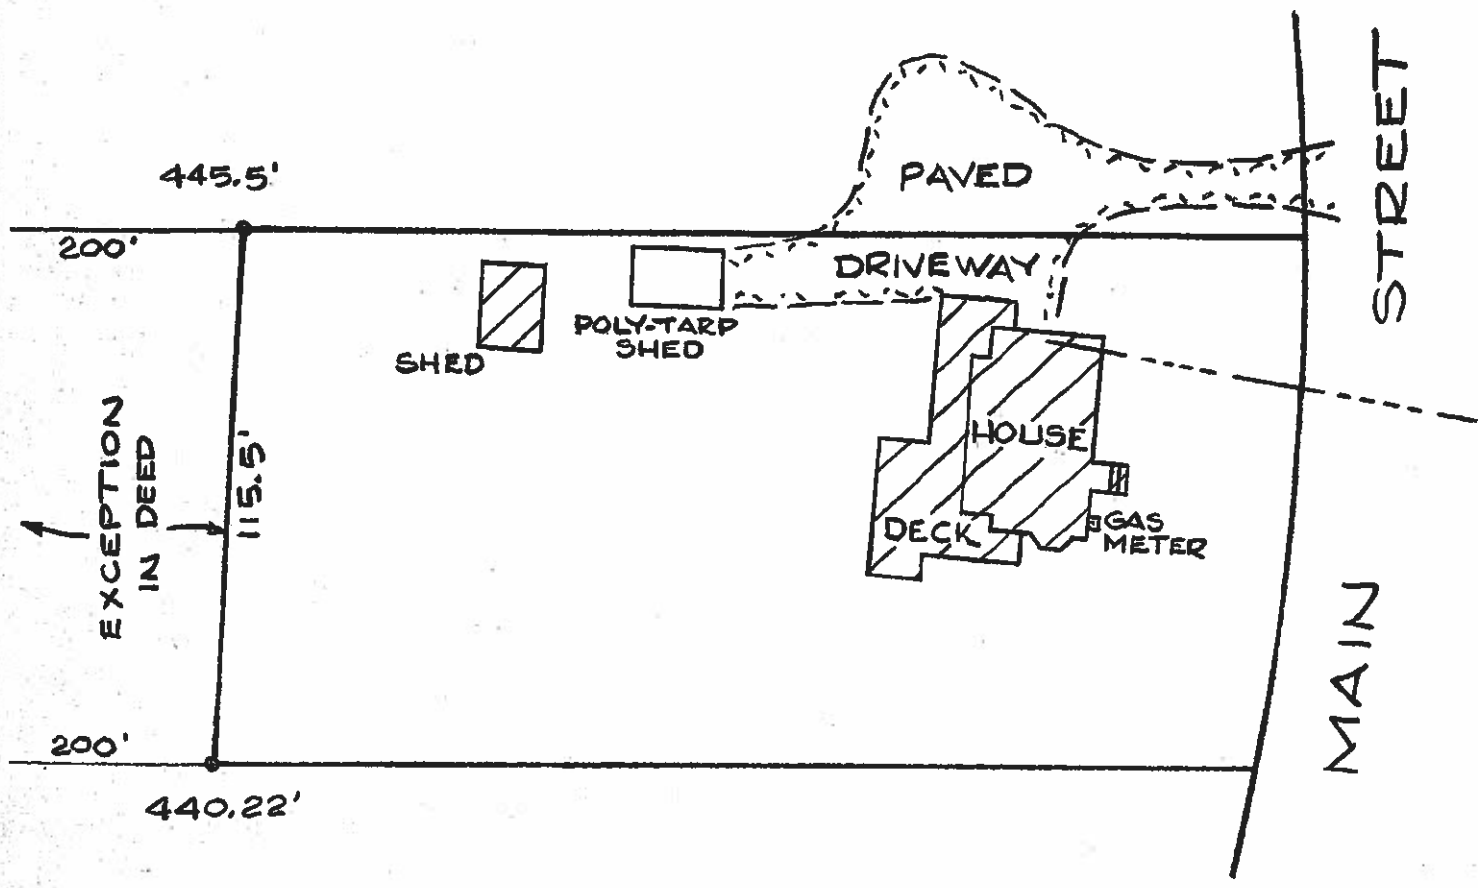 445.5'
200'
PAVED
DRIVEWAY
STREET
SHED
POLY-TARP
SHED
EXCEPTION
IN DEED
115.5'
HOUSE
DECK
GAS
METER
MAIN
200'
440.22'